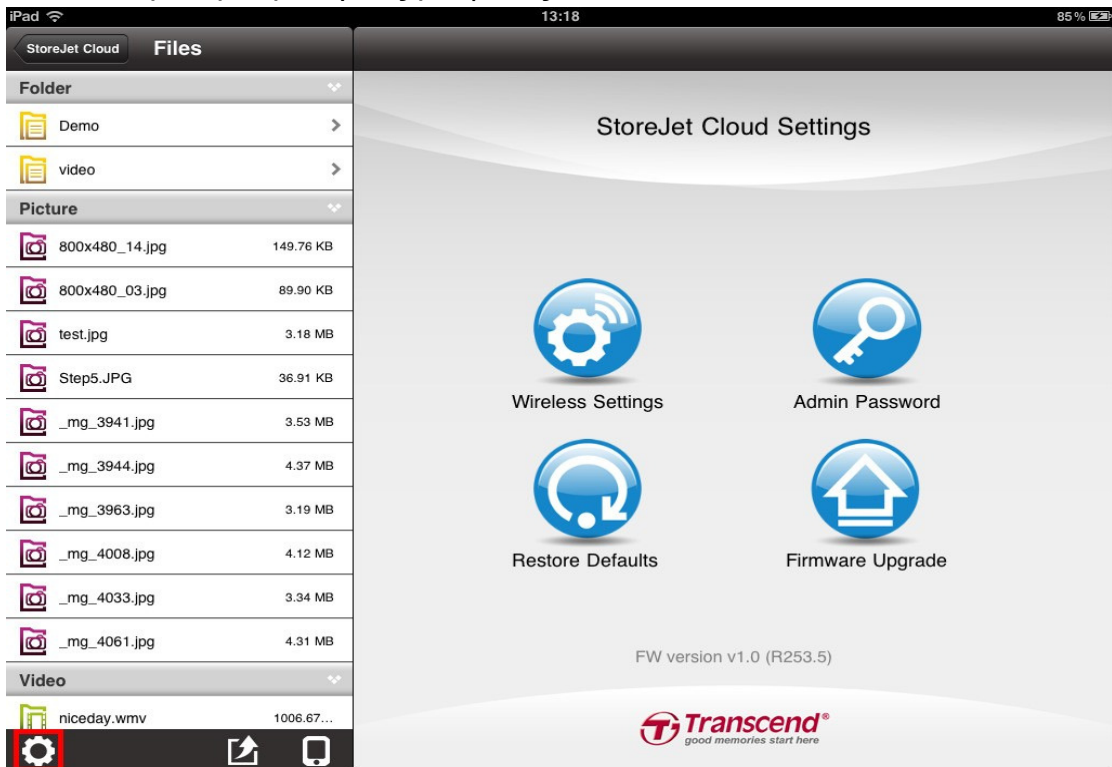 iPad 13:18 85%
StoreJet Cloud Files
Folder
Demo
video
Picture
800x480_14.jpg 149.76 KB
800x480_03.jpg 89.90 KB
test.jpg 3.18 MB
Step5.JPG 36.91 KB
_mg_3941.jpg 3.53 MB
_mg_3944.jpg 4.37 MB
_mg_3963.jpg 3.19 MB
_mg_4008.jpg 4.12 MB
_mg_4033.jpg 3.34 MB
_mg_4061.jpg 4.31 MB
Video
niceday.wmv 1006.67...
StoreJet Cloud Settings
Wireless Settings
Admin Password
Restore Defaults
Firmware Upgrade
FW version v1.0 (R253.5)
Transcend®
good memories start here